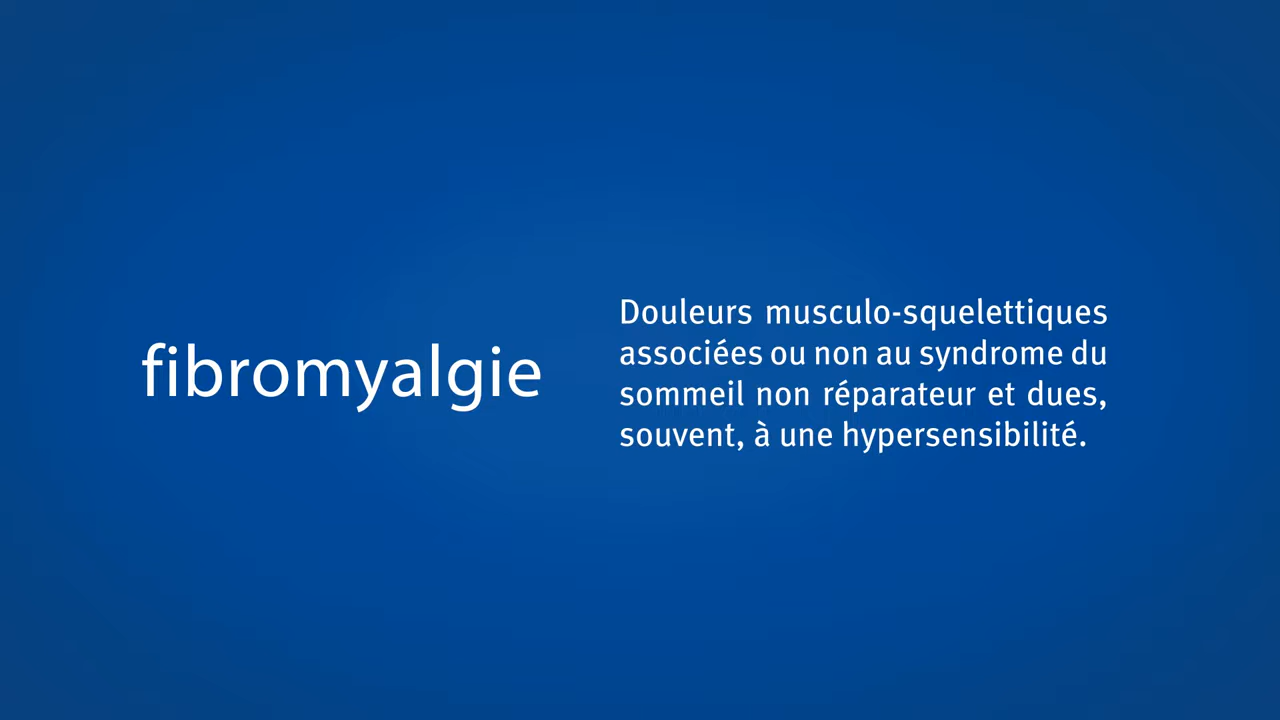 fibromyalgie
Douleurs musculo-squelettiques
associées ou non au syndrome du
sommeil non réparateur et dues,
souvent, à une hypersensibilité.